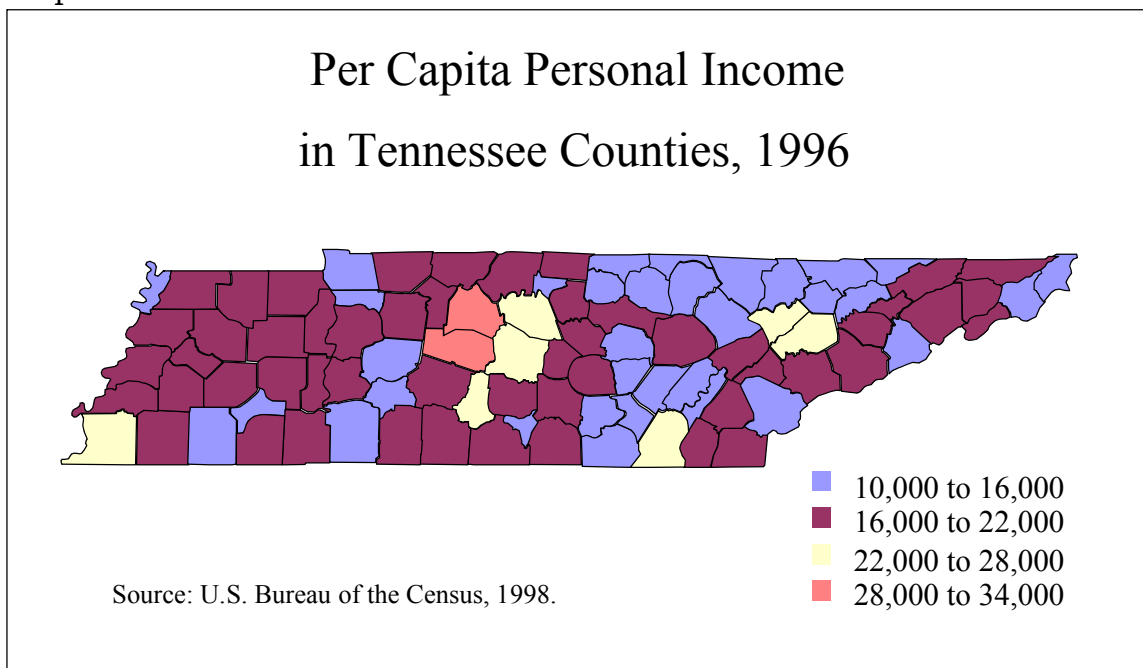 Per Capita Personal Income
in Tennessee Counties, 1996
10,000 to 16,000
16,000 to 22,000
22,000 to 28,000
28,000 to 34,000
Source: U.S. Bureau of the Census, 1998.